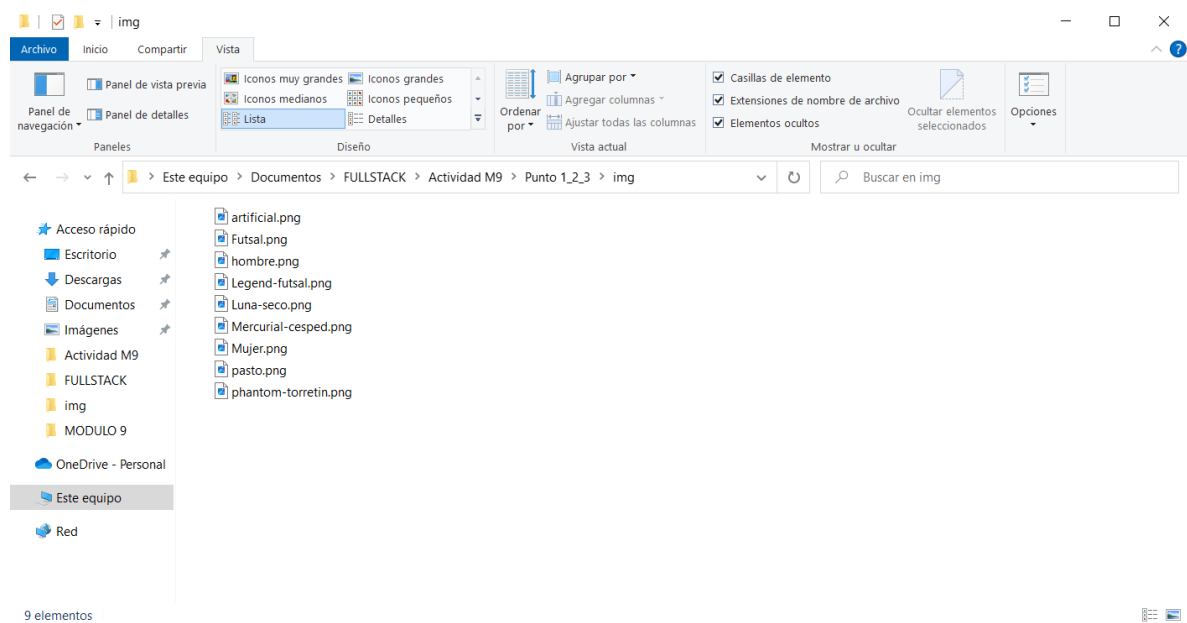 img
Archivo Inicio Compartir Vista
Panel de navegación
Panel de vista previa
Panel de detalles
Paneles
Iconos muy grandes Iconos grandes
Iconos medianos Iconos pequeños
Lista Detalles
Diseño
Ordenar por
Agrupar por
Agregar columnas
Ajustar todas las columnas
Vista actual
Casillas de elemento
Extensiones de nombre de archivo
Elementos ocultos
Ocultar elementos seleccionados
Mostrar u ocultar
Opciones
Este equipo > Documentos > FULLSTACK > Actividad M9 > Punto 1_2_3 > img
Buscar en img
Acceso rápido
Escritorio
Descargas
Documentos
Imágenes
Actividad M9
FULLSTACK
img
MODULO 9
OneDrive - Personal
Este equipo
Red
artificial.png
Futsal.png
hombre.png
Legend-futsal.png
Luna-seco.png
Mercurial-cesped.png
Mujer.png
pasto.png
phantom-torretin.png
9 elementos